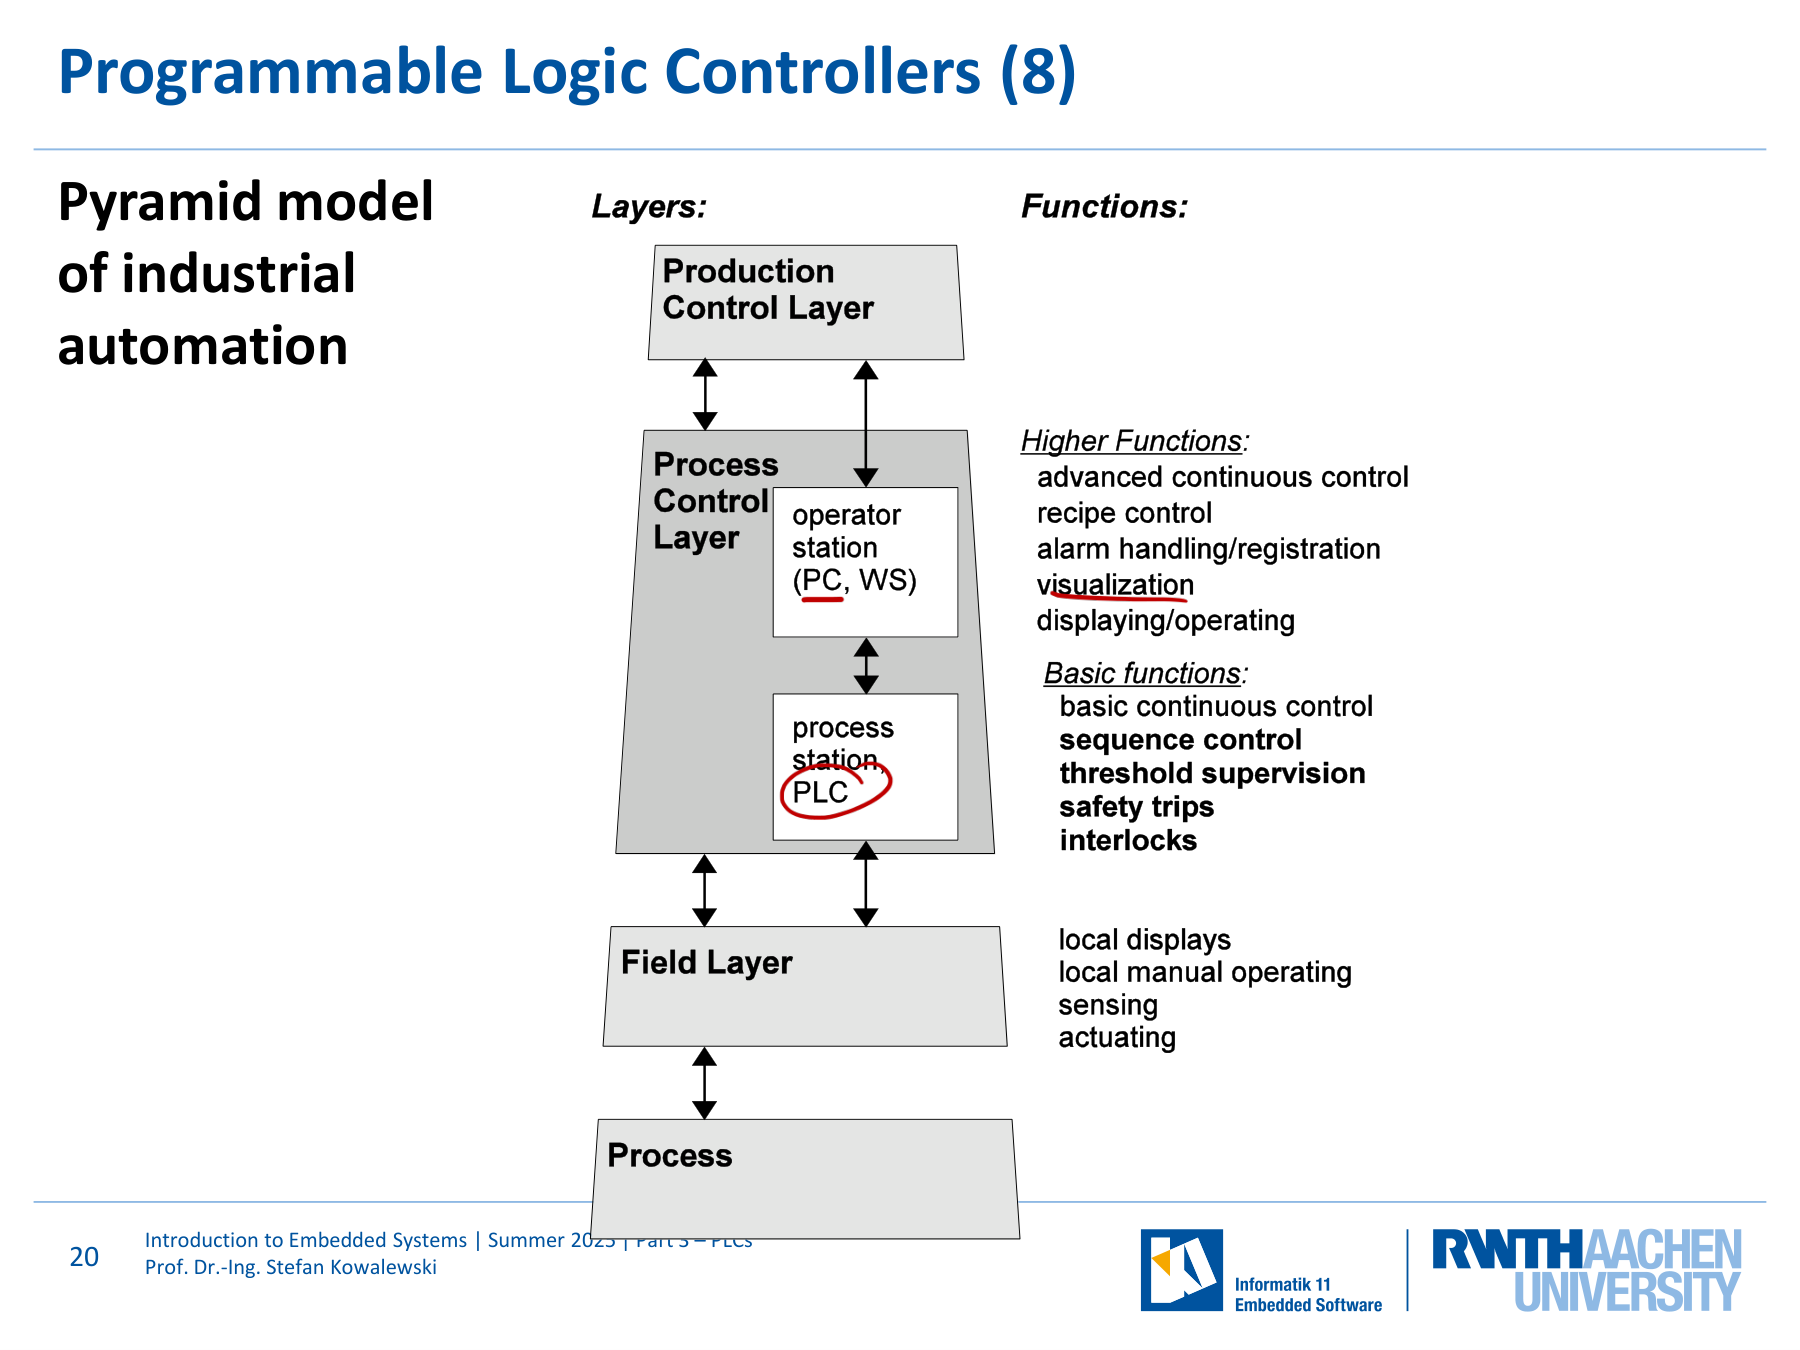 Programmable Logic Controllers (8)
Pyramid model
of industrial
automation
Layers:
Functions:
Production
Control Layer
Process
Control
Layer
operator
station
(PC, WS)
Higher Functions:
advanced continuous control
recipe control
alarm handling/registration
visualization
displaying/operating
process
station,
PLC
Basic functions:
basic continuous control
sequence control
threshold supervision
safety trips
interlocks
Field Layer
local displays
local manual operating
sensing
actuating
Process
20
Introduction to Embedded Systems | Summer 2025 | Part 3 – PLCs
Prof. Dr.-Ing. Stefan Kowalewski
Informatik 11
Embedded Software
RWTH AACHEN
UNIVERSITY